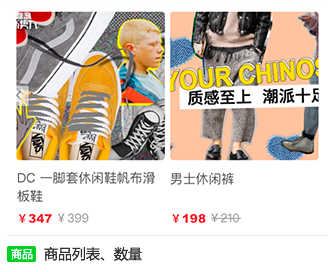 YOUR CHINOS
质感至上 潮派十足
DC 一脚套休闲鞋帆布滑
板鞋
¥347 ¥399
男士休闲裤
¥198 ¥210
商品 商品列表、数量